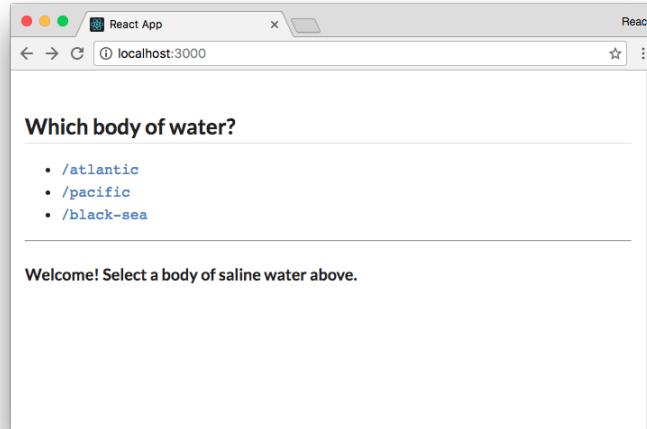 React App
Reac
localhost:3000
Which body of water?
/atlantic
/pacific
/black-sea
Welcome! Select a body of saline water above.